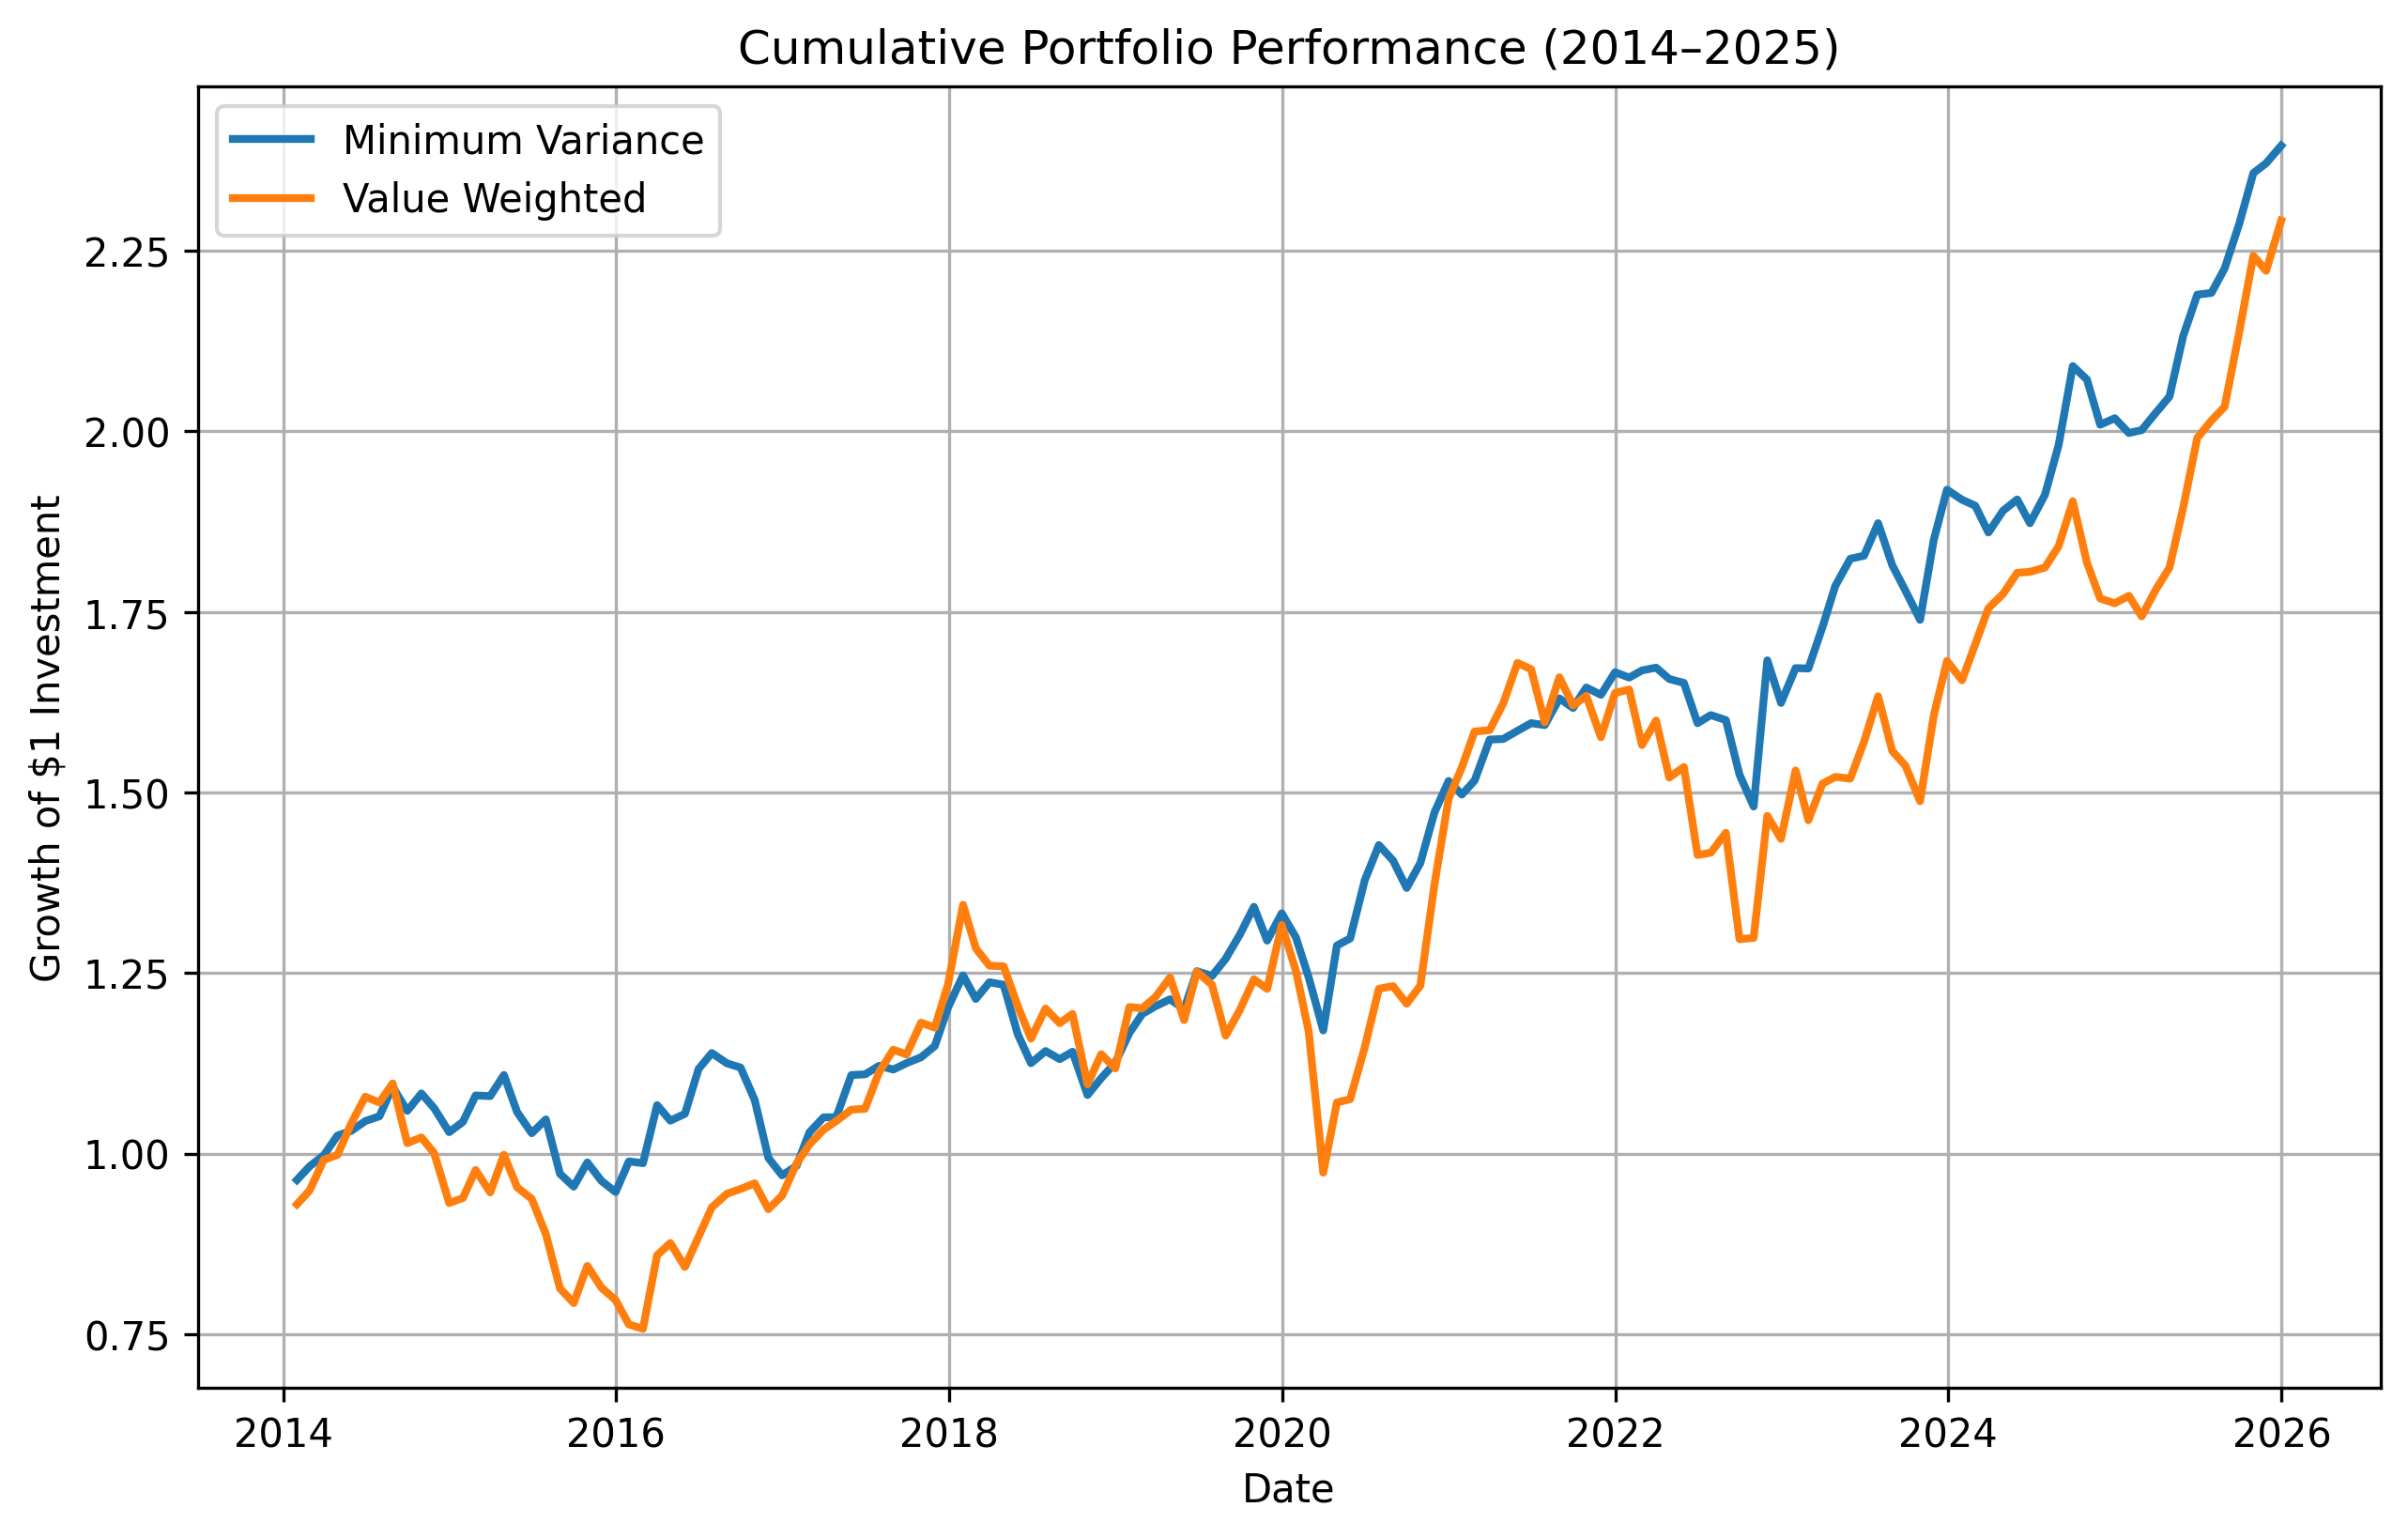 Cumulative Portfolio Performance (2014–2025)
Minimum Variance
Value Weighted
Growth of $1 Investment
2.25
2.00
1.75
1.50
1.25
1.00
0.75
2014 2016 2018 2020 2022 2024 2026
Date